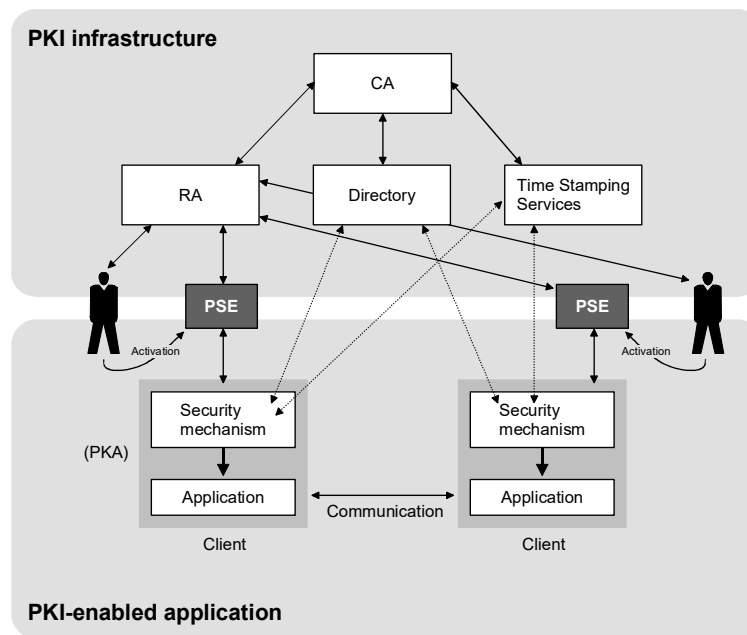 PKI infrastructure
CA
RA
Directory
Time Stamping
Services
PSE
PSE
Activation
Activation
Security
mechanism
Security
mechanism
(PKA)
Application
Application
Communication
Client
Client
PKI-enabled application